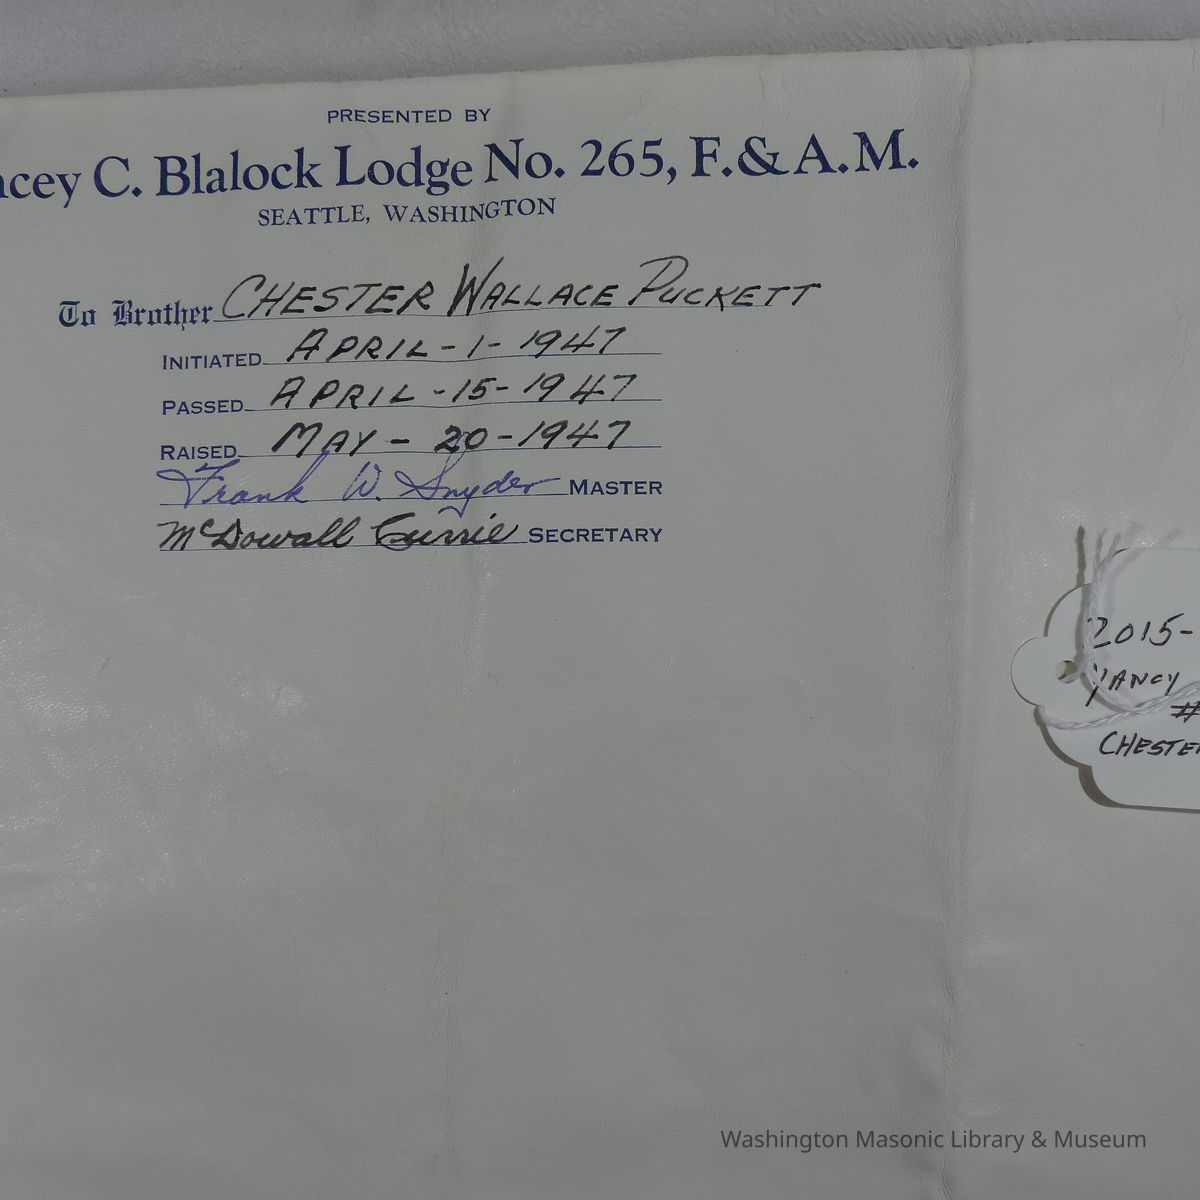 PRESENTED BY
ncey C. Blalock Lodge No. 265, F. & A. M.
SEATTLE, WASHINGTON
To Brother CHESTER WALLACE PUCKETT
INITIATED APRIL-1-1947
PASSED APRIL-15-1947
RAISED MAY-20-1947
Frank W. Snyder MASTER
McDowall Currie SECRETARY
2015-
YANCY
#
CHESTER
Washington Masonic Library & Museum